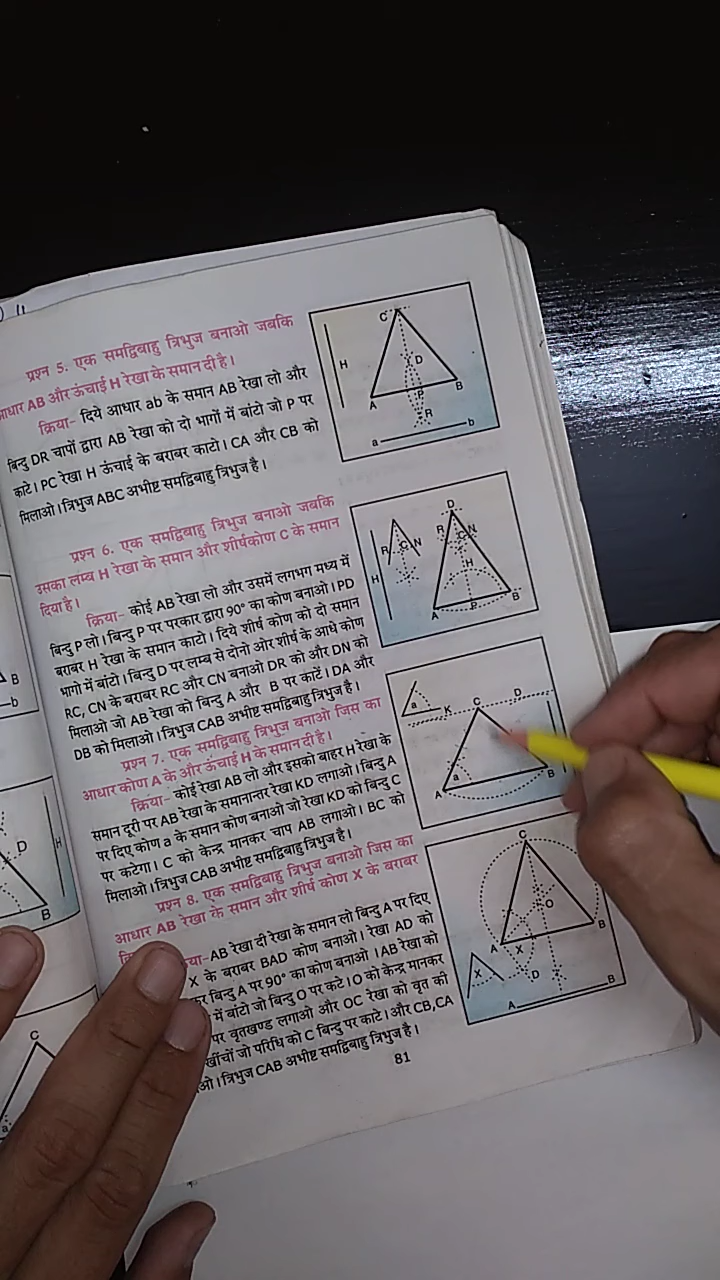 प्रश्न 5. एक समद्विबाहु त्रिभुज बनाओ जबकि
आधार AB और ऊंचाई H रेखा के समान दी है।
क्रिया- दिये आधार ab के समान AB रेखा लो और
बिन्दु DR चापों द्वारा AB रेखा को दो भागों में बांटो जो P पर
काटे। PC रेखा H ऊंचाई के बराबर काटो। CA और CB को
मिलाओ। त्रिभुज ABC अभीष्ट समद्विबाहु त्रिभुज है।
H
C
D
A
P
B
R
a
b
प्रश्न 6. एक समद्विबाहु त्रिभुज बनाओ जबकि
उसका लम्ब H रेखा के समान और शीर्षकोण C के समान
दिया है।
क्रिया- कोई AB रेखा लो और उसमें लगभग मध्य में
बिन्दु P लो। बिन्दु P पर परकार द्वारा 90° का कोण बनाओ। PD
बराबर H रेखा के समान काटो। दिये शीर्ष कोण को दो समान
भागो में बांटो। बिन्दु D पर लम्ब से दोनो ओर शीर्ष के आधे कोण
RC, CN के बराबर RC और CN बनाओ DR को और DN को
मिलाओ जो AB रेखा को बिन्दु A और B पर काटें। DA और
DB को मिलाओ। त्रिभुज CAB अभीष्ट समद्विबाहु त्रिभुज है।
R
C
N
H
D
R
C
N
H
A
P
B
प्रश्न 7. एक समद्विबाहु त्रिभुज बनाओ जिस का
आधार कोण A के और ऊंचाई H के समान दी है।
क्रिया- कोई रेखा AB लो और इसको बाहर H रेखा के
समान दूरी पर AB रेखा के समानान्तर रेखा KD लगाओ। बिन्दु A
पर दिए कोण a के समान कोण बनाओ जो रेखा KD को बिन्दु C
पर कटेगा। C को केन्द्र मानकर चाप AB लगाओ। BC को
मिलाओ। त्रिभुज CAB अभीष्ट समद्विबाहु त्रिभुज है।
a
K
C
D
a
A
B
प्रश्न 8. एक समद्विबाहु त्रिभुज बनाओ जिस का
आधार AB रेखा के समान और शीर्ष कोण X के बराबर
AB रेखा दी रेखा के समान लो बिन्दु A पर दिए
X के बराबर BAD कोण बनाओ। रेखा AD को
बिन्दु A पर 90° का कोण बनाओ। AB रेखा को
में बांटो जो बिन्दु O पर कटे। O को केन्द्र मानकर
पर वृतखण्ड लगाओ और OC रेखा को वृत की
खींचों जो परिधि को C बिन्दु पर काटे। और CB,CA
ओ। त्रिभुज CAB अभीष्ट समद्विबाहु त्रिभुज है।
C
O
A
X
B
X
D
A
B
81
B
b
H
D
B
C
a